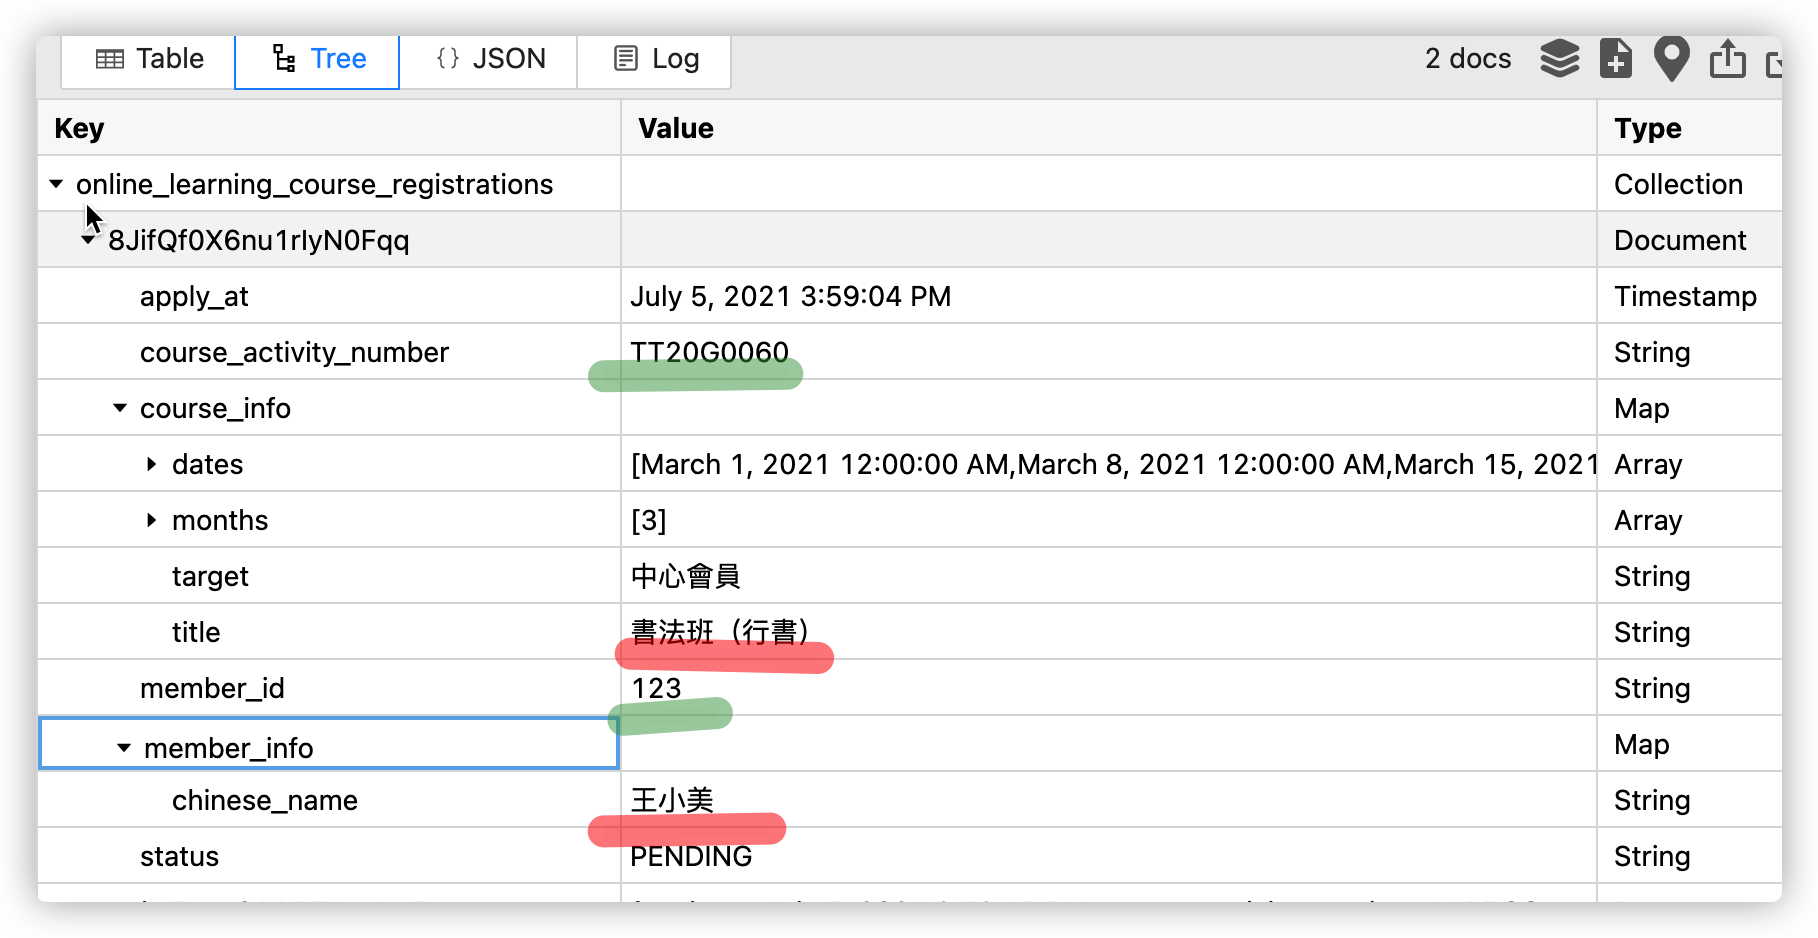 Table Tree {} JSON Log 2 docs
Key Value Type
online_learning_course_registrations Collection
8JifQf0X6nu1rlyN0Fqq Document
apply_at July 5, 2021 3:59:04 PM Timestamp
course_activity_number TT20G0060 String
course_info Map
dates [March 1, 2021 12:00:00 AM,March 8, 2021 12:00:00 AM,March 15, 2021 Array
months [3] Array
target 中心會員 String
title 書法班（行書） String
member_id 123 String
member_info Map
chinese_name 王小美 String
status PENDING String